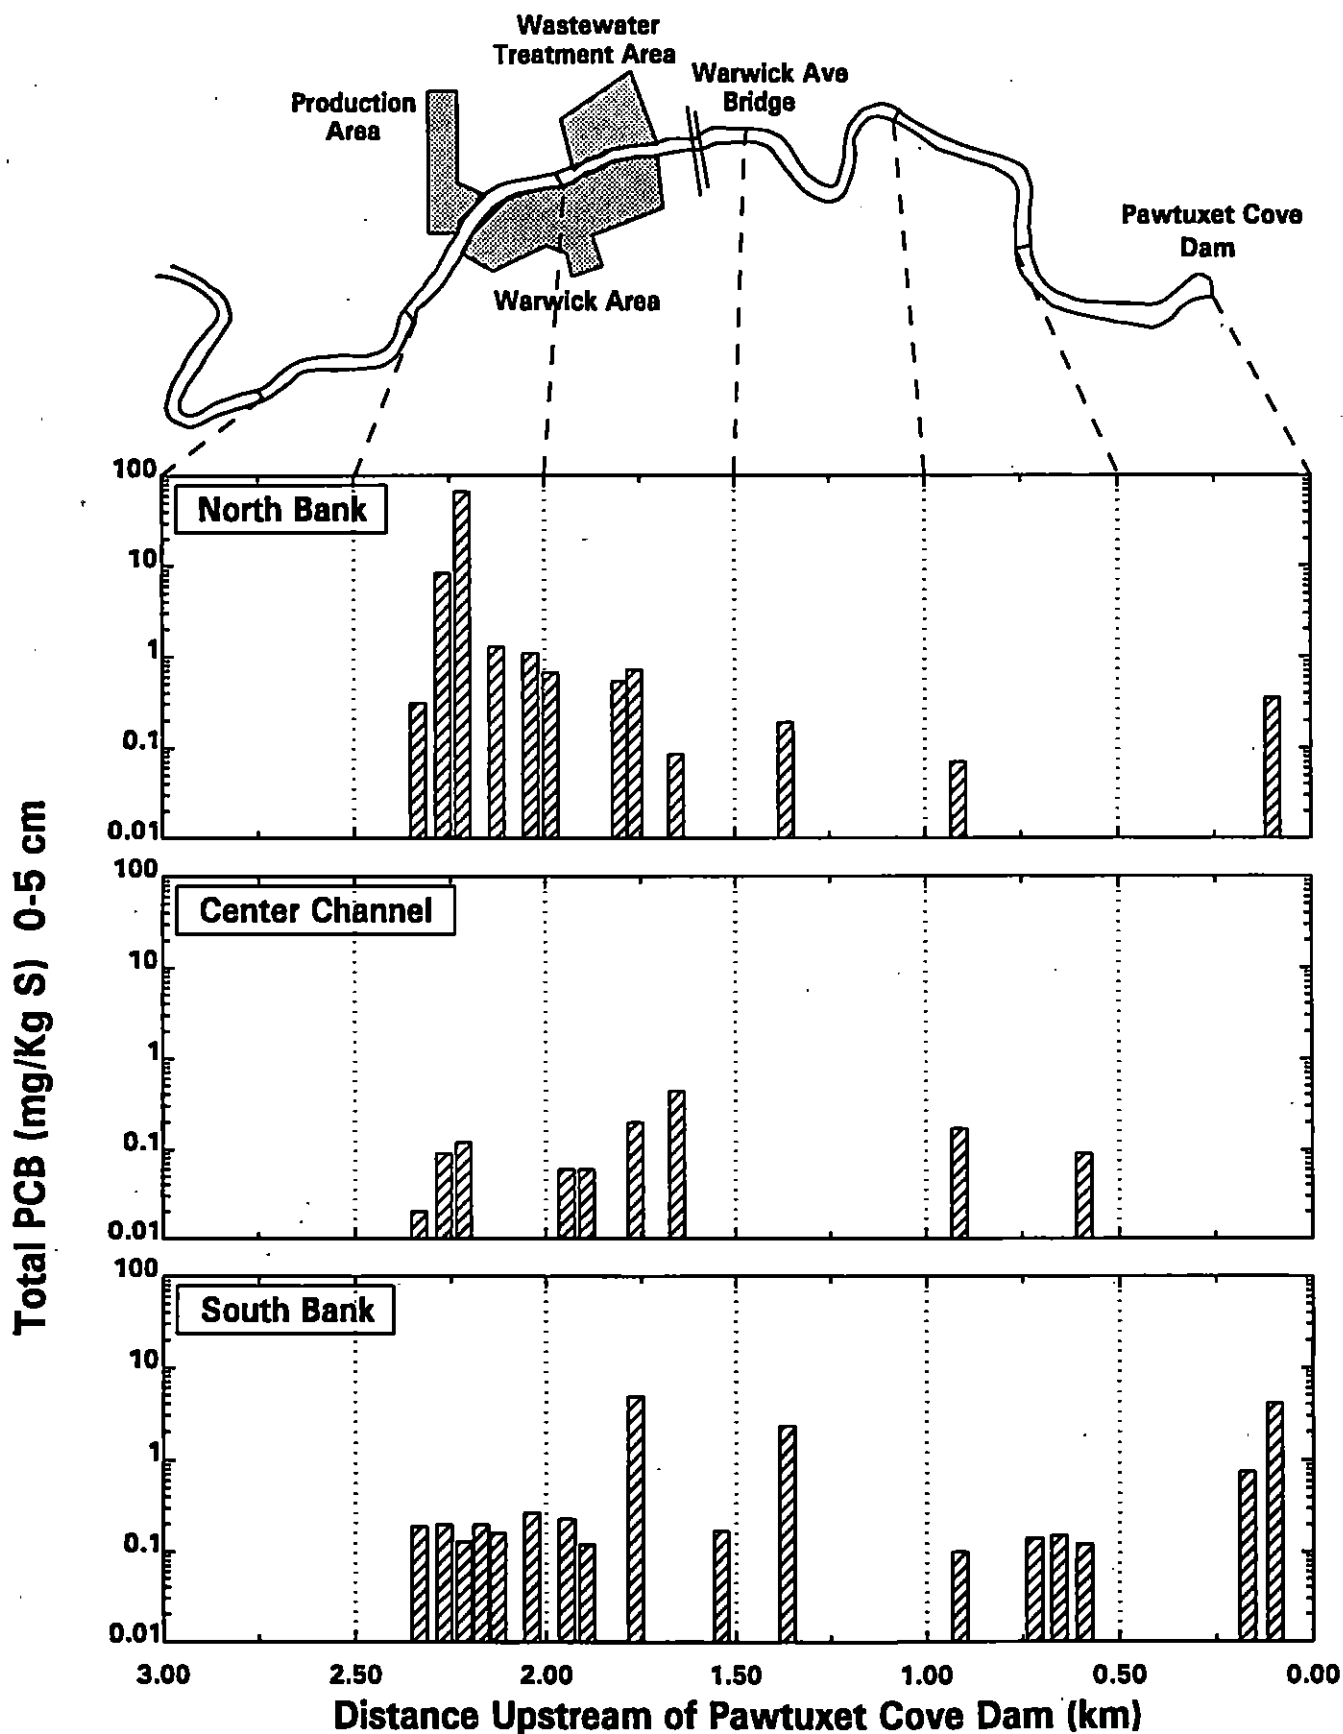 Wastewater
Treatment Area
Warwick Ave
Bridge
Production
Area
Pawtuxet Cove
Dam
Warwick Area
Total PCB (mg/Kg S) 0-5 cm
100
North Bank
10
1
0.1
0.01
100
Center Channel
10
1
0.1
0.01
100
South Bank
10
1
0.1
0.01
3.00 2.50 2.00 1.50 1.00 0.50 0.00
Distance Upstream of Pawtuxet Cove Dam (km)